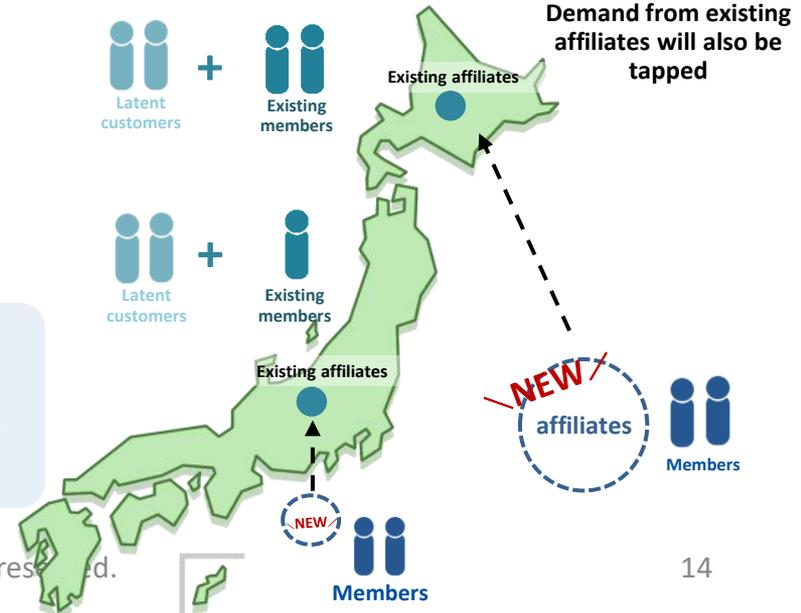 Demand from existing
affiliates will also be
tapped
Existing affiliates
+
Latent
customers
Existing
members
+
Latent
customers
Existing
members
Existing affiliates
NEW
affiliates
Members
NEW
Members
14